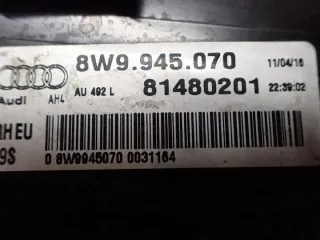 8W9.945.070 11/04/16
Audi AH4 AU 492 L 81480201 22:39:02
RH EU
9S 0 8W9945070 0031164